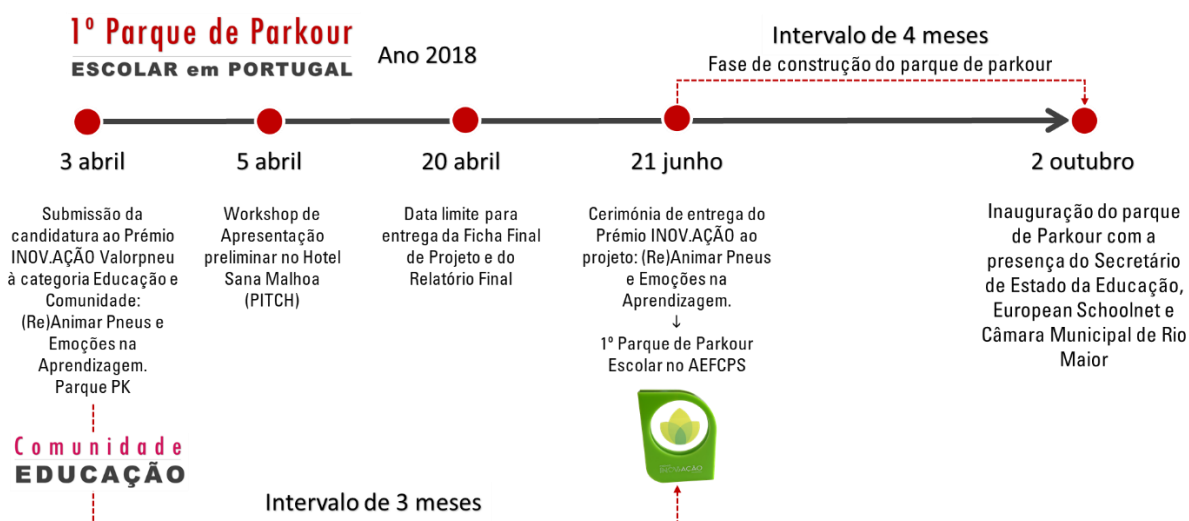 1º Parque de Parkour
ESCOLAR em PORTUGAL
Ano 2018
Intervalo de 4 meses
Fase de construção do parque de parkour
3 abril
Submissão da
candidatura ao Prémio
INOV.AÇÃO Valorpneu
à categoria Educação e
Comunidade:
(Re)Animar Pneus e
Emoções na
Aprendizagem.
Parque PK
5 abril
Workshop de
Apresentação
preliminar no Hotel
Sana Malhoa
(PITCH)
20 abril
Data limite para
entrega da Ficha Final
de Projeto e do
Relatório Final
21 junho
Cerimónia de entrega do
Prémio INOV.AÇÃO ao
projeto: (Re)Animar Pneus
e Emoções na
Aprendizagem.
↓
1º Parque de Parkour
Escolar no AEFCPS
2 outubro
Inauguração do parque
de Parkour com a
presença do Secretário
de Estado da Educação,
European Schoolnet e
Câmara Municipal de Rio
Maior
Comunidade
EDUCAÇÃO
Intervalo de 3 meses